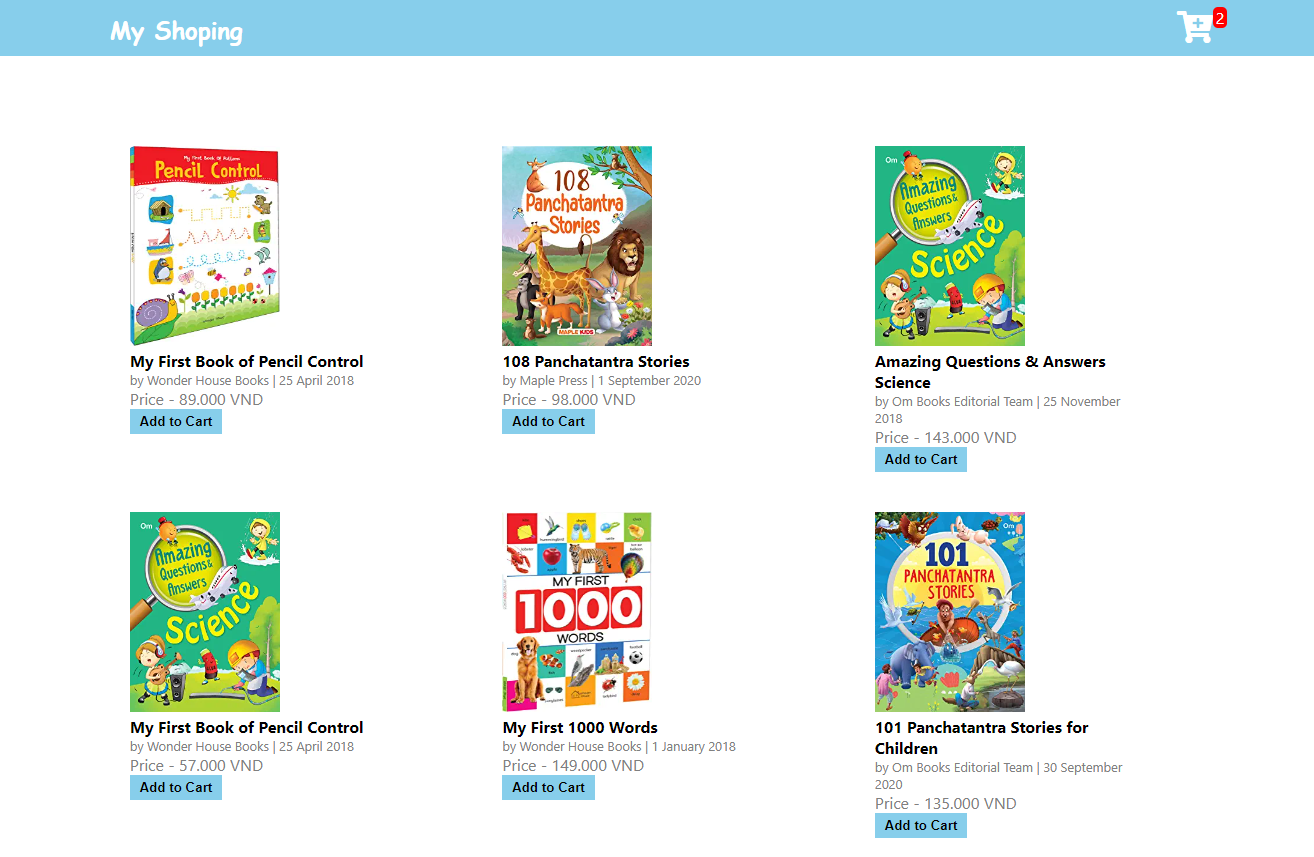 My Shoping
2
My First Book of Patterns
Pencil Control
108
Panchatantra
Stories
MAPLE KIDS
Om
Amazing
Questions &
Answers
Science
My First Book of Pencil Control
by Wonder House Books | 25 April 2018
Price - 89.000 VND
Add to Cart
108 Panchatantra Stories
by Maple Press | 1 September 2020
Price - 98.000 VND
Add to Cart
Amazing Questions & Answers
Science
by Om Books Editorial Team | 25 November
2018
Price - 143.000 VND
Add to Cart
Om
Amazing
Questions &
Answers
Science
MY FIRST
1000
WORDS
Om
101
PANCHATANTRA
STORIES
My First Book of Pencil Control
by Wonder House Books | 25 April 2018
Price - 57.000 VND
Add to Cart
My First 1000 Words
by Wonder House Books | 1 January 2018
Price - 149.000 VND
Add to Cart
101 Panchatantra Stories for
Children
by Om Books Editorial Team | 30 September
2020
Price - 135.000 VND
Add to Cart